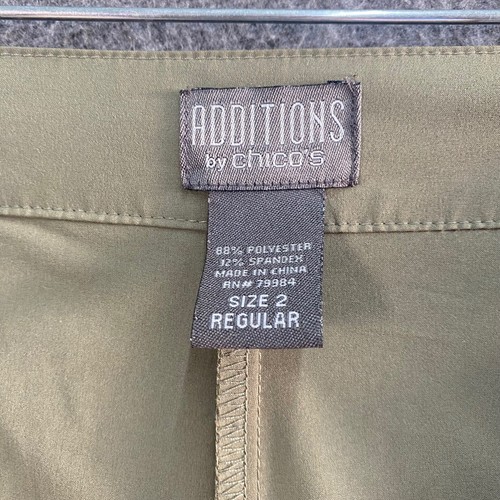 ADDITIONS
by chico's
88% POLYESTER
12% SPANDEX
MADE IN CHINA
RN# 79984
SIZE 2
REGULAR